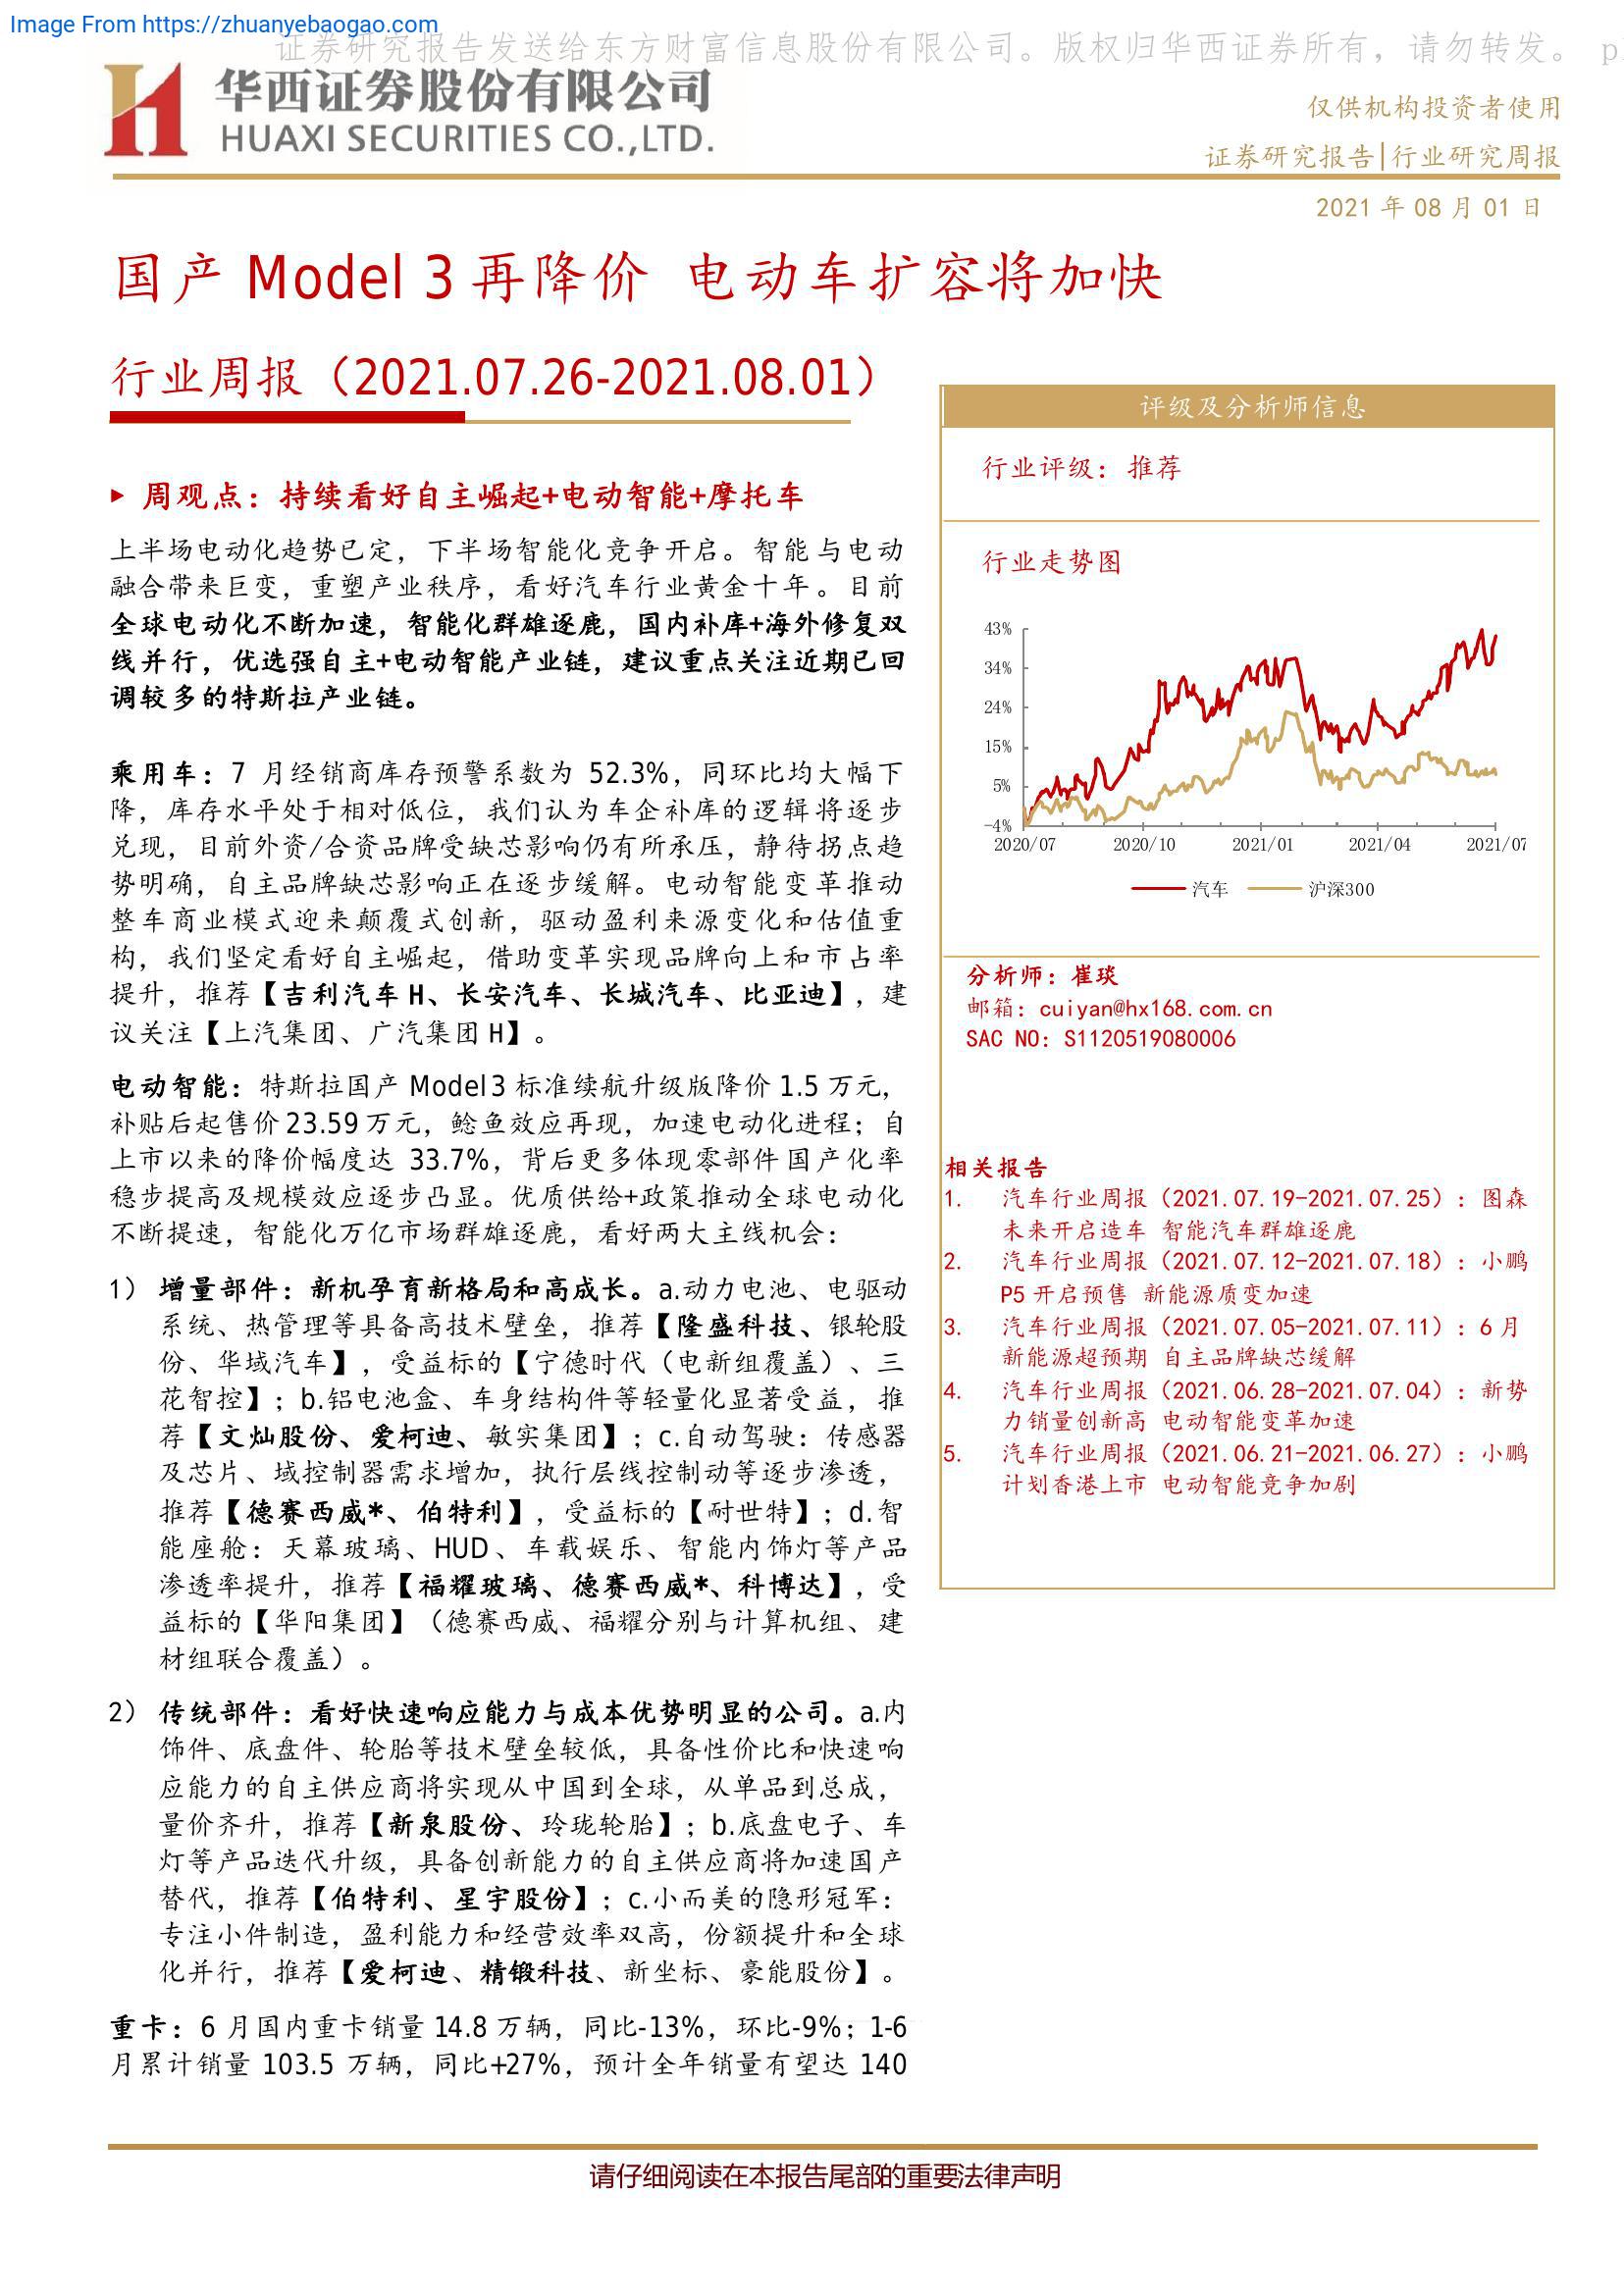 Image From https://zhuanyebaogao.com
证券研究报告发送给东方财富信息股份有限公司。版权归华西证券所有，请勿转发。 p
华西证券股份有限公司
HUAXI SECURITIES CO.,LTD.
仅供机构投资者使用
证券研究报告|行业研究周报
2021 年 08 月 01 日
国产 Model 3 再降价 电动车扩容将加快
行业周报（2021.07.26-2021.08.01）
周观点：持续看好自主崛起+电动智能+摩托车
上半场电动化趋势已定，下半场智能化竞争开启。智能与电动
融合带来巨变，重塑产业秩序，看好汽车行业黄金十年。目前
全球电动化不断加速，智能化群雄逐鹿，国内补库+海外修复双
线并行，优选强自主+电动智能产业链，建议重点关注近期已回
调较多的特斯拉产业链。
乘用车：7 月经销商库存预警系数为 52.3%，同环比均大幅下
降，库存水平处于相对低位，我们认为车企补库的逻辑将逐步
兑现，目前外资/合资品牌受缺芯影响仍有所承压，静待拐点趋
势明确，自主品牌缺芯影响正在逐步缓解。电动智能变革推动
整车商业模式迎来颠覆式创新，驱动盈利来源变化和估值重
构，我们坚定看好自主崛起，借助变革实现品牌向上和市占率
提升，推荐【吉利汽车 H、长安汽车、长城汽车、比亚迪】，建
议关注【上汽集团、广汽集团 H】。
电动智能：特斯拉国产 Model3 标准续航升级版降价 1.5 万元，
补贴后起售价 23.59 万元，鲶鱼效应再现，加速电动化进程；自
上市以来的降价幅度达 33.7%，背后更多体现零部件国产化率
稳步提高及规模效应逐步凸显。优质供给+政策推动全球电动化
不断提速，智能化万亿市场群雄逐鹿，看好两大主线机会：
1） 增量部件：新机孕育新格局和高成长。a.动力电池、电驱动
系统、热管理等具备高技术壁垒，推荐【隆盛科技、银轮股
份、华域汽车】，受益标的【宁德时代（电新组覆盖）、三
花智控】；b.铝电池盒、车身结构件等轻量化显著受益，推
荐【文灿股份、爱柯迪、敏实集团】；c.自动驾驶：传感器
及芯片、域控制器需求增加，执行层线控制动等逐步渗透，
推荐【德赛西威*、伯特利】，受益标的【耐世特】；d.智
能座舱：天幕玻璃、HUD、车载娱乐、智能内饰灯等产品
渗透率提升，推荐【福耀玻璃、德赛西威*、科博达】，受
益标的【华阳集团】（德赛西威、福耀分别与计算机组、建
材组联合覆盖）。
2） 传统部件：看好快速响应能力与成本优势明显的公司。a.内
饰件、底盘件、轮胎等技术壁垒较低，具备性价比和快速响
应能力的自主供应商将实现从中国到全球，从单品到总成，
量价齐升，推荐【新泉股份、玲珑轮胎】；b.底盘电子、车
灯等产品迭代升级，具备创新能力的自主供应商将加速国产
替代，推荐【伯特利、星宇股份】；c.小而美的隐形冠军：
专注小件制造，盈利能力和经营效率双高，份额提升和全球
化并行，推荐【爱柯迪、精锻科技、新坐标、豪能股份】。
重卡：6 月国内重卡销量 14.8 万辆，同比-13%，环比-9%；1-6
月累计销量 103.5 万辆，同比+27%，预计全年销量有望达 140
评级及分析师信息
行业评级：推荐
行业走势图
43%
34%
24%
15%
5%
-4%
2020/07 2020/10 2021/01 2021/04 2021/07
汽车 沪深300
分析师：崔琰
邮箱：cuiyan@hx168.com.cn
SAC NO：S1120519080006
相关报告
1. 汽车行业周报（2021.07.19-2021.07.25）：图森
未来开启造车 智能汽车群雄逐鹿
2. 汽车行业周报（2021.07.12-2021.07.18）：小鹏
P5 开启预售 新能源质变加速
3. 汽车行业周报（2021.07.05-2021.07.11）：6 月
新能源超预期 自主品牌缺芯缓解
4. 汽车行业周报（2021.06.28-2021.07.04）：新势
力销量创新高 电动智能变革加速
5. 汽车行业周报（2021.06.21-2021.06.27）：小鹏
计划香港上市 电动智能竞争加剧
请仔细阅读在本报告尾部的重要法律声明